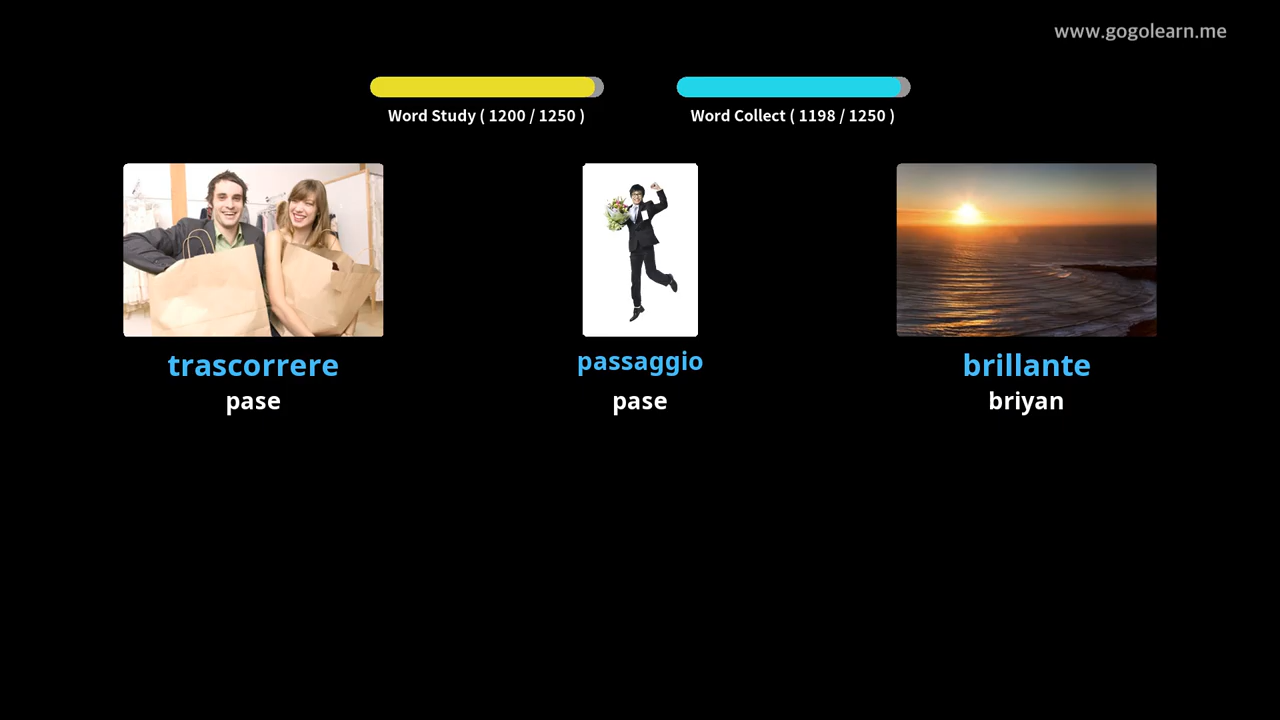 www.gogolearn.me
Word Study ( 1200 / 1250 )
Word Collect ( 1198 / 1250 )
trascorrere
pase
passaggio
pase
brillante
briyan